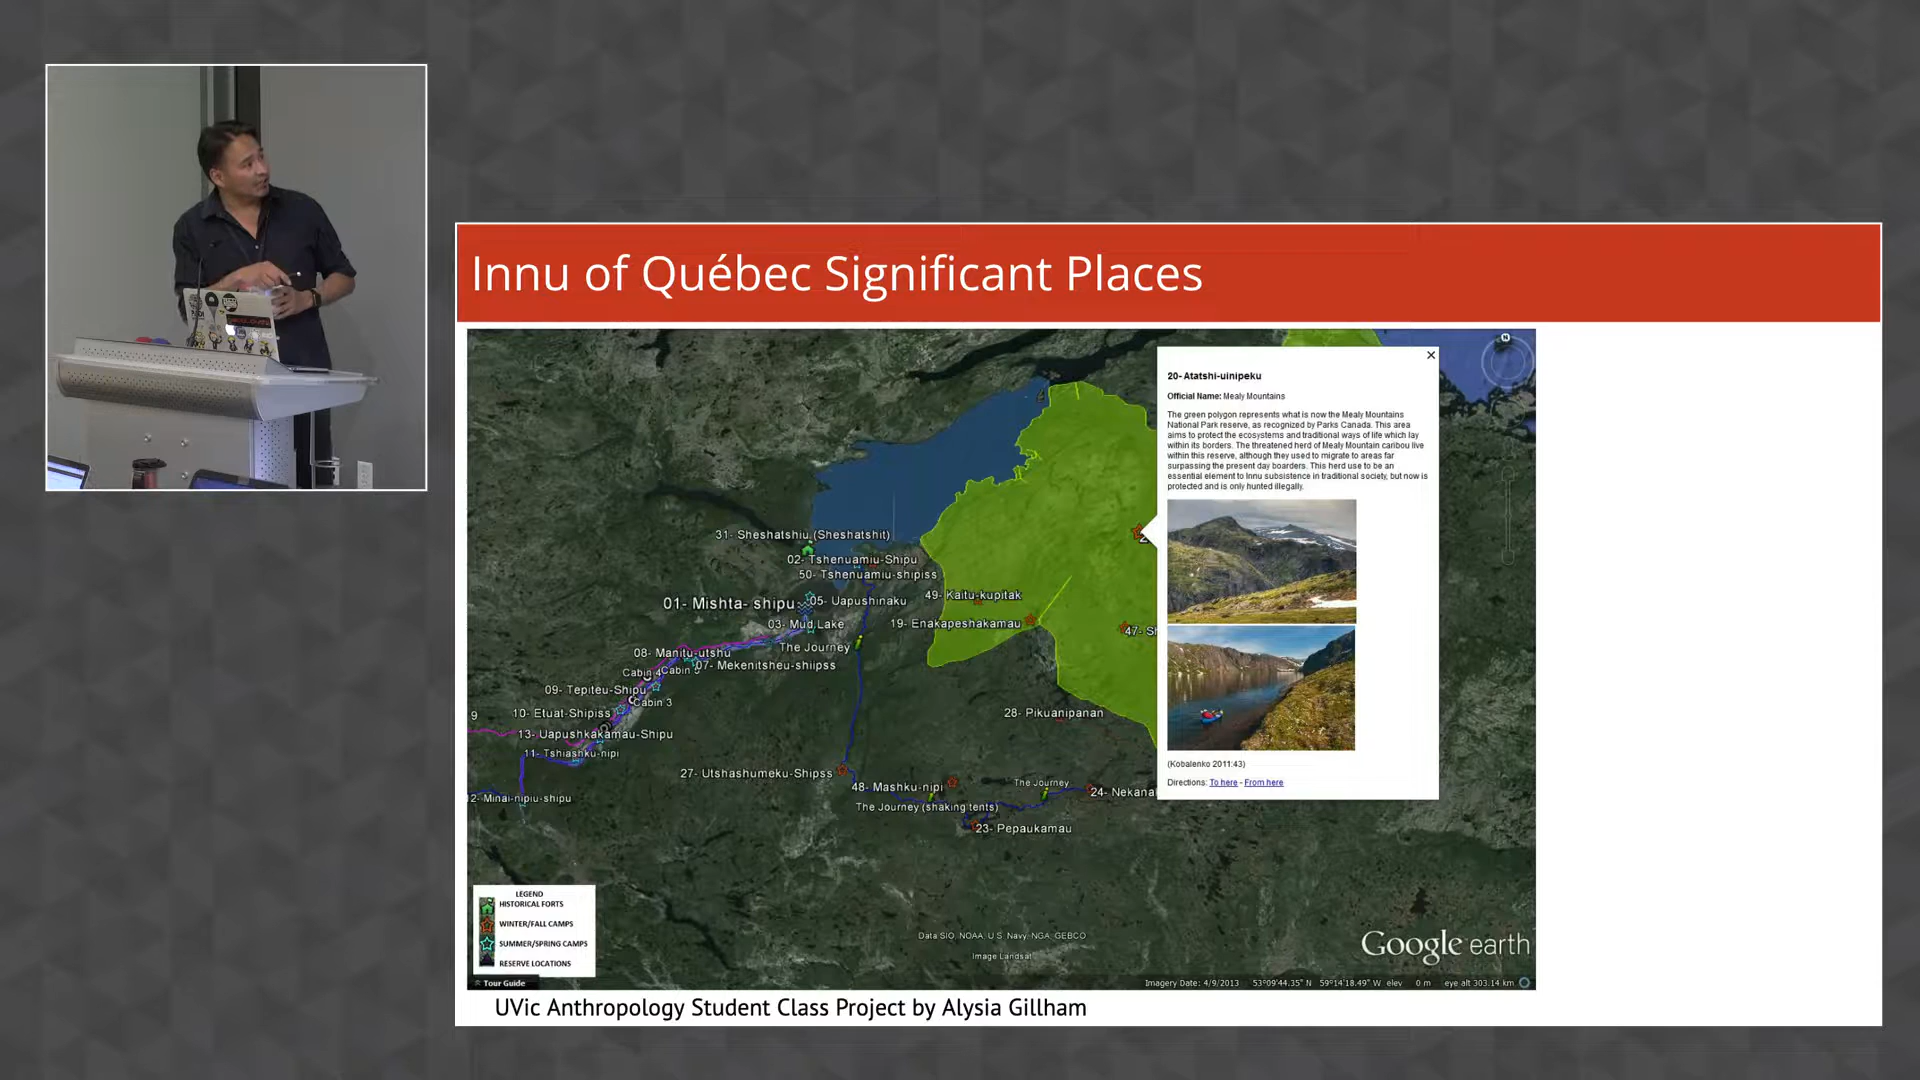 Innu of Québec Significant Places
20- Atatshi-uinipeku
Official Name: Mealy Mountains
The green polygon represents what is now the Mealy Mountains
National Park reserve, as recognized by Parks Canada. This area
aims to protect the ecosystems and traditional ways of life which lay
within its borders. The threatened herd of Mealy Mountain caribou live
within this reserve, although they used to migrate to areas far
surpassing the present day boarders. This herd use to be an
essential element to Innu subsistence in traditional society, but now is
protected and is only hunted illegally.
(Kobalenko 2011:43)
Directions: To here - From here
N
31- Sheshatshiu (Sheshatshit)
02- Tshenuamiu-Shipu
50- Tshenuamiu-shipiss
01- Mishta- shipu
05- Uapushinaku
49- Kaitu-kupitak
03- Mud Lake
19- Enakapeshakamau
47- Sh
The Journey
08- Manitu-utshu
07- Mekenitsheu-shiipss
Cabin 4
Cabin 5
09- Tepiteu-Shipu
Cabin 3
10- Etuat-Shipiss
9
28- Pikuanipanan
13- Uapushkakamau-Shipu
11- Tshiashku-nipi
27- Utshashumeku-Shipss
48- Mashku-nipi
The Journey
24- Nekana
12- Minai-nipiu-shipu
The Journey (shaking tents)
23- Pepaukamau
LEGEND
HISTORICAL FORTS
WINTER/FALL CAMPS
SUMMER/SPRING CAMPS
RESERVE LOCATIONS
Tour Guide
Data SIO, NOAA, U.S. Navy, NGA, GEBCO
Image Landsat
Google earth
Imagery Date: 4/9/2013 53°09'44.35" N 59°14'18.49" W elev 0 m eye alt 303.14 km
UVic Anthropology Student Class Project by Alysia Gillham